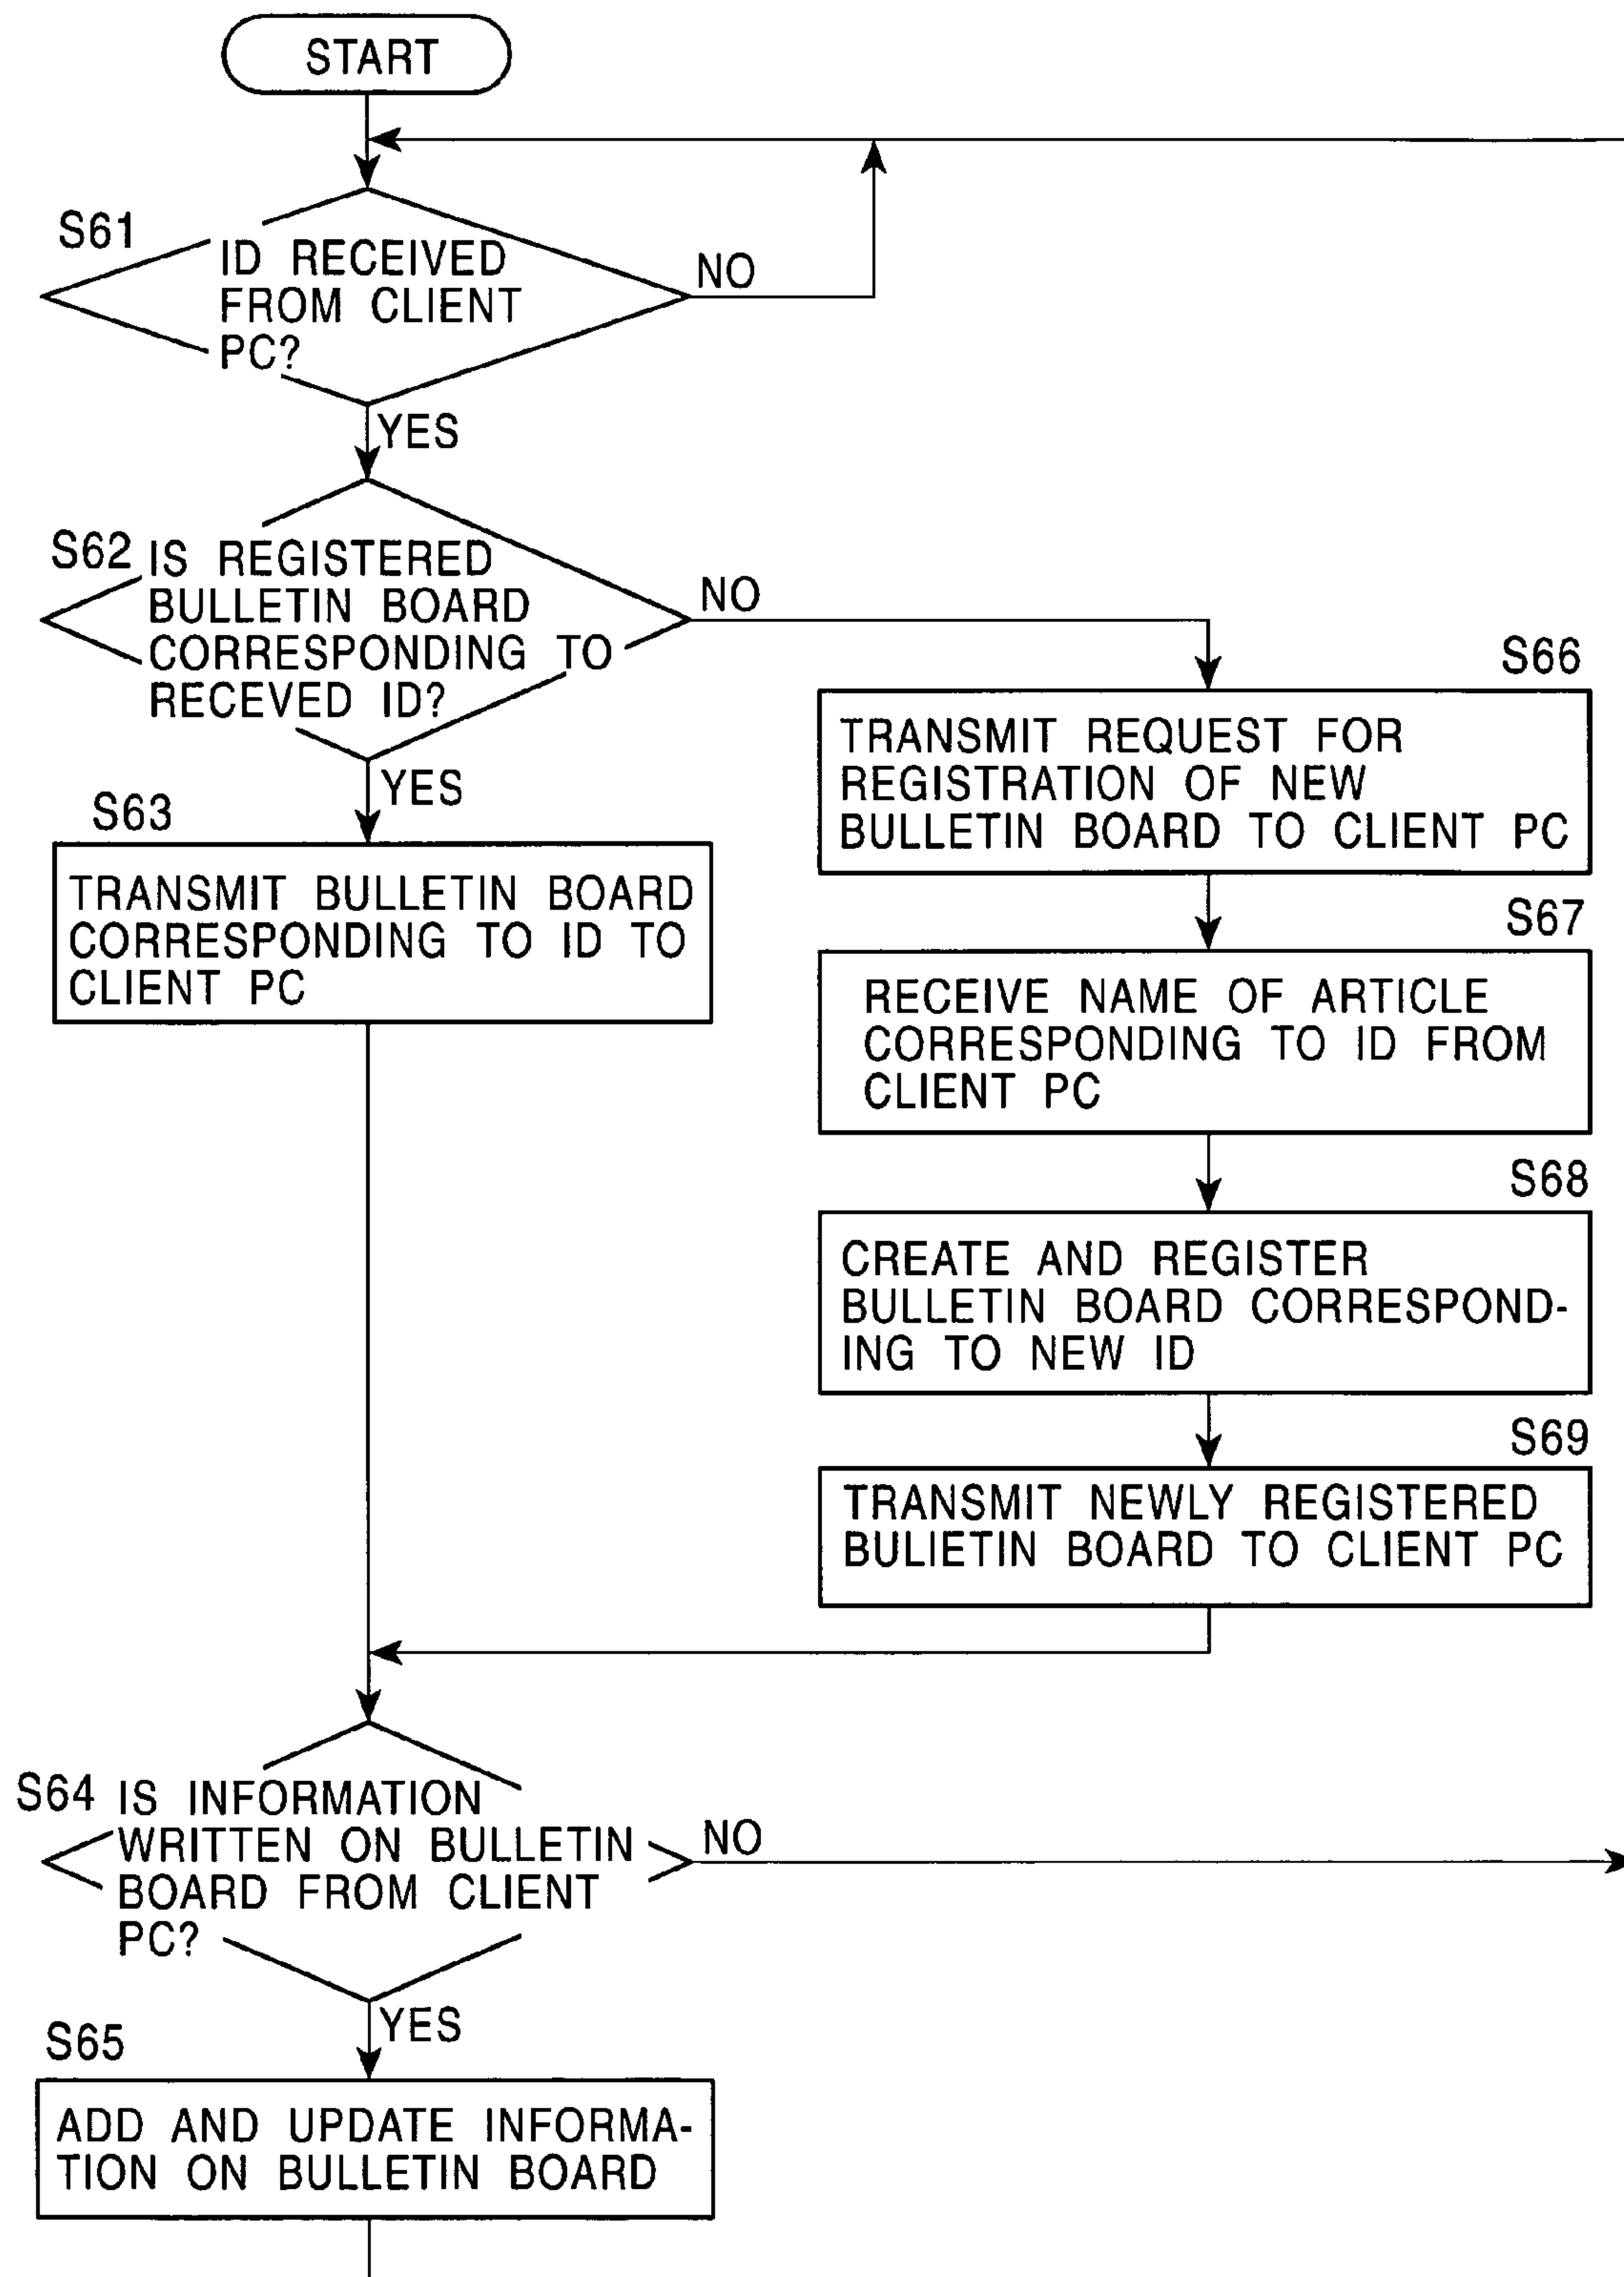 START
S61
ID RECEIVED
FROM CLIENT
PC?
NO
YES
S62
IS REGISTERED
BULLETIN BOARD
CORRESPONDING TO
RECEVED ID?
NO
YES
S63
TRANSMIT BULLETIN BOARD
CORRESPONDING TO ID TO
CLIENT PC
S66
TRANSMIT REQUEST FOR
REGISTRATION OF NEW
BULLETIN BOARD TO CLIENT PC
S67
RECEIVE NAME OF ARTICLE
CORRESPONDING TO ID FROM
CLIENT PC
S68
CREATE AND REGISTER
BULLETIN BOARD CORRESPOND-
ING TO NEW ID
S69
TRANSMIT NEWLY REGISTERED
BULIETIN BOARD TO CLIENT PC
S64
IS INFORMATION
WRITTEN ON BULLETIN
BOARD FROM CLIENT
PC?
NO
YES
S65
ADD AND UPDATE INFORMA-
TION ON BULLETIN BOARD